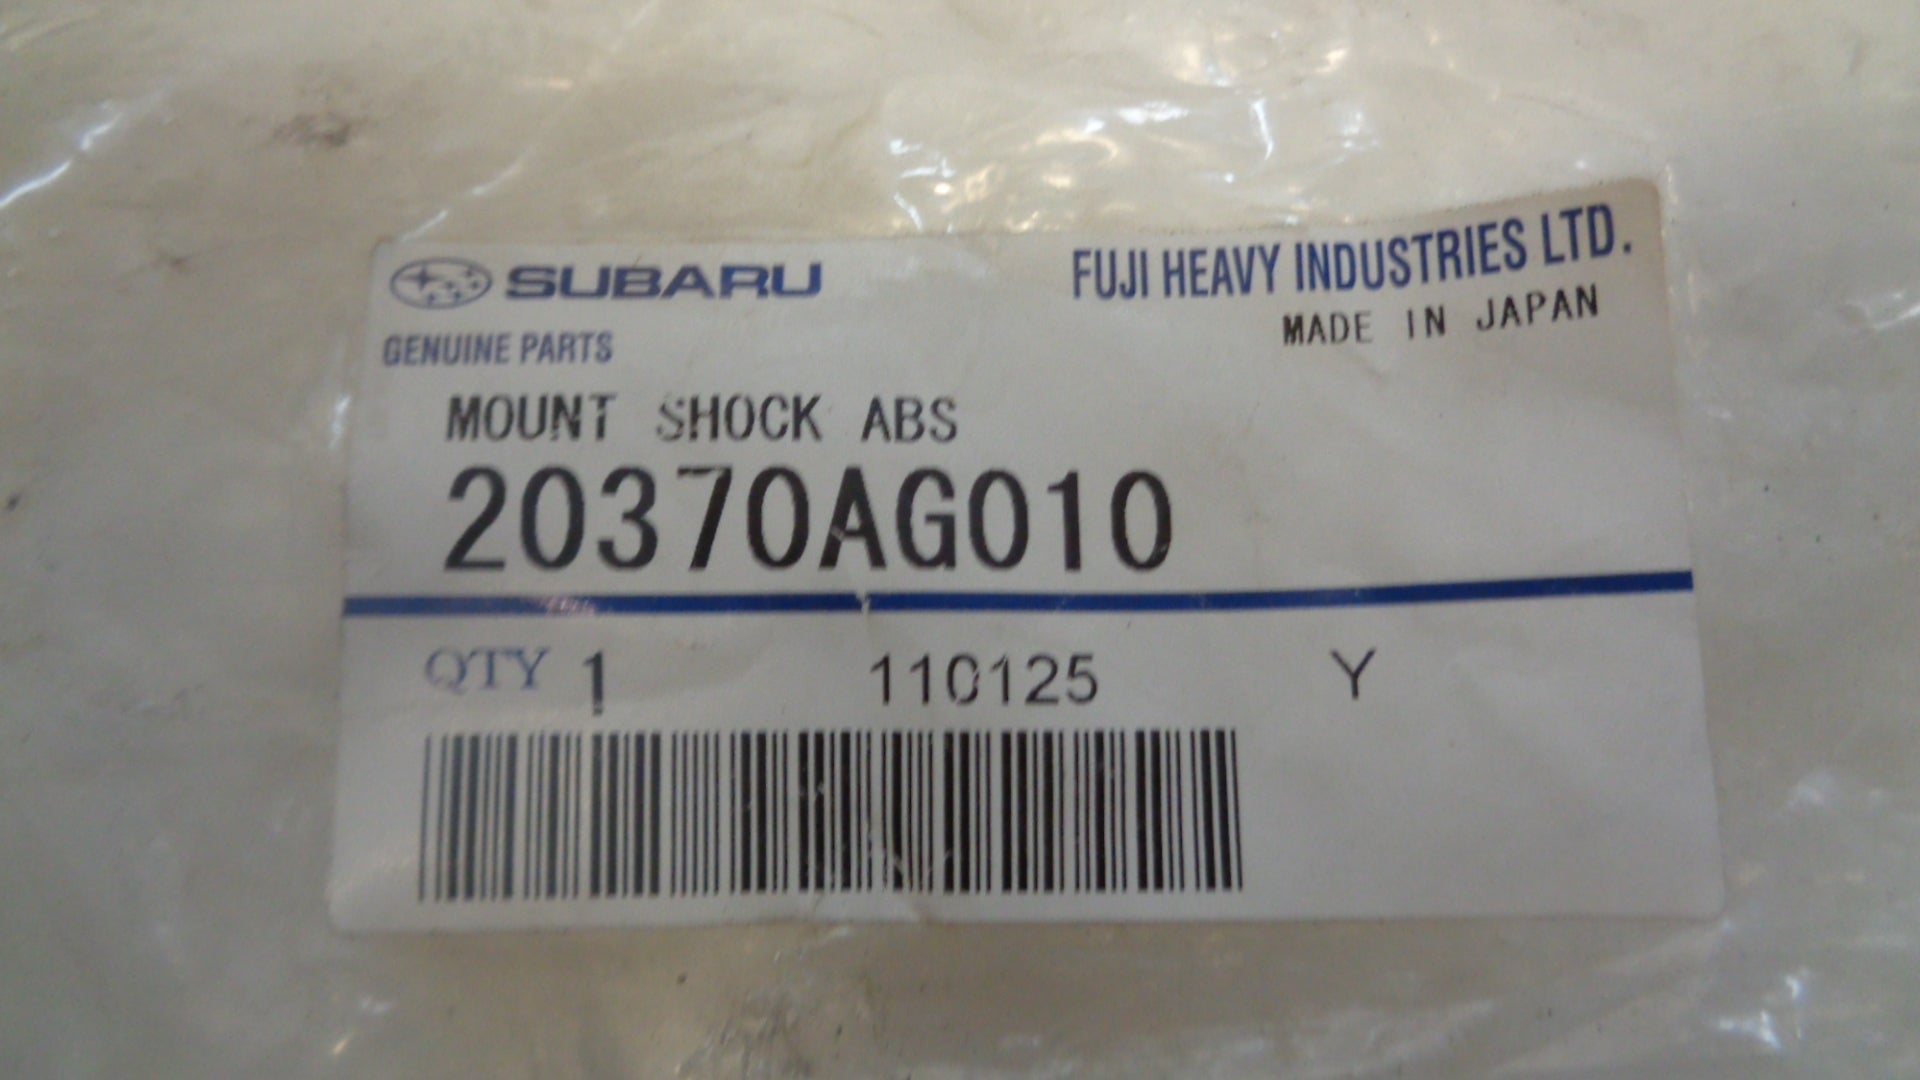 SUBARU
FUJI HEAVY INDUSTRIES LTD.
MADE IN JAPAN
GENUINE PARTS
MOUNT SHOCK ABS
20370AG010
QTY 1 110125 Y